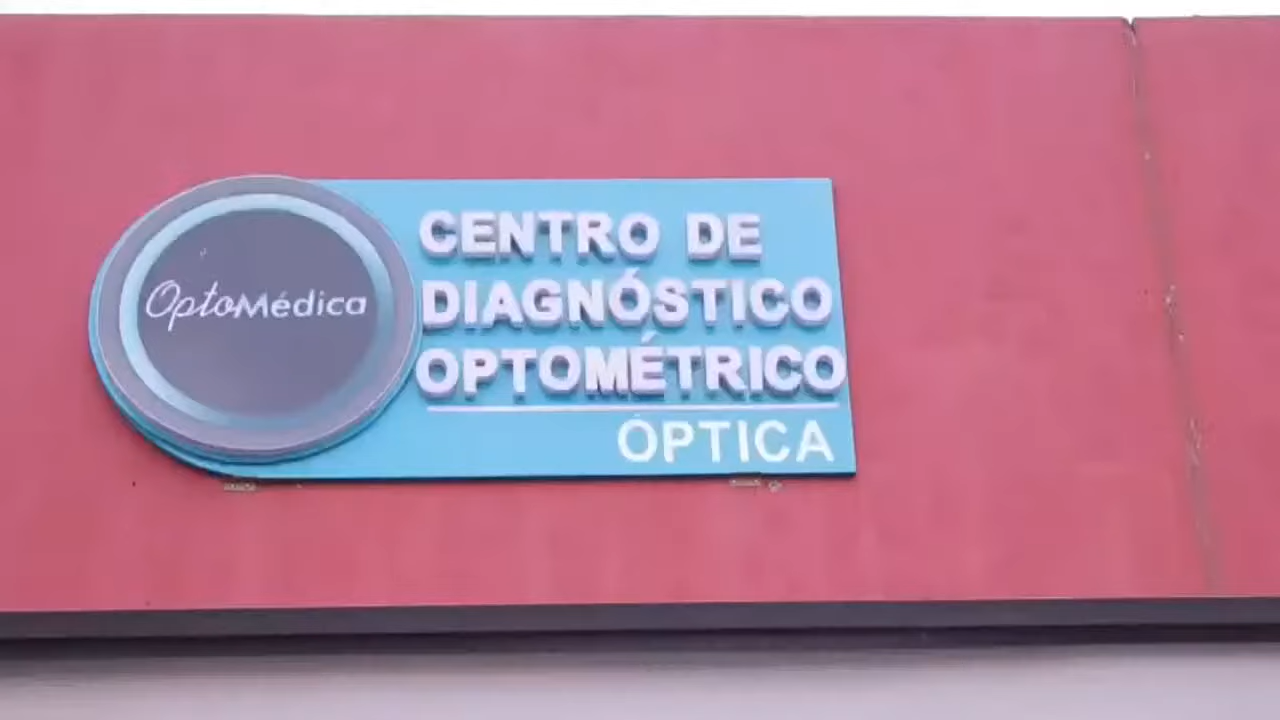 OptoMédica
CENTRO DE
DIAGNÓSTICO
OPTOMÉTRICO
ÓPTICA